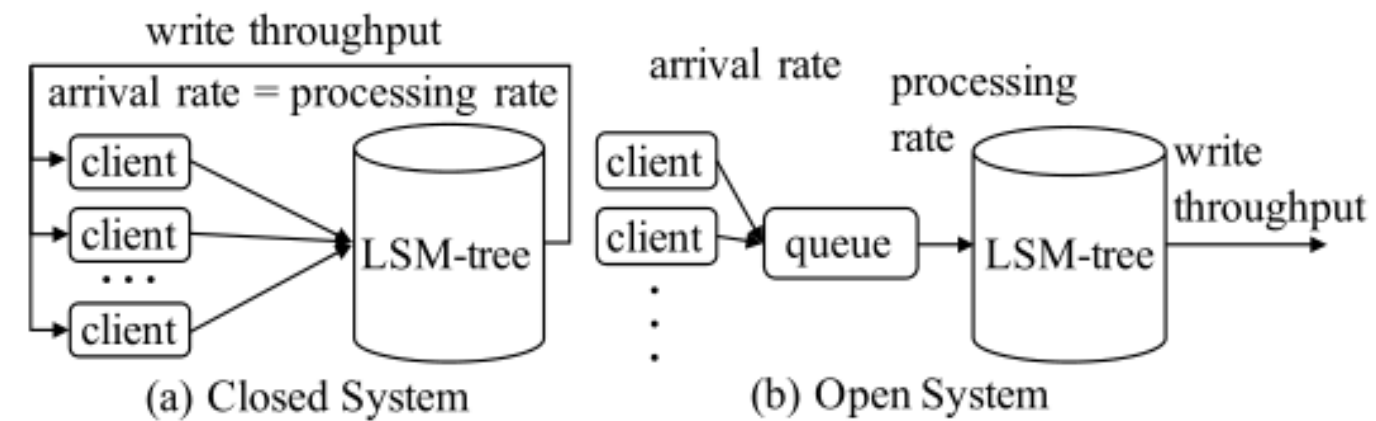 write throughput
arrival rate = processing rate
client
client
...
client
LSM-tree
(a) Closed System
arrival rate
processing
rate
client
client
queue
LSM-tree
write
throughput
(b) Open System